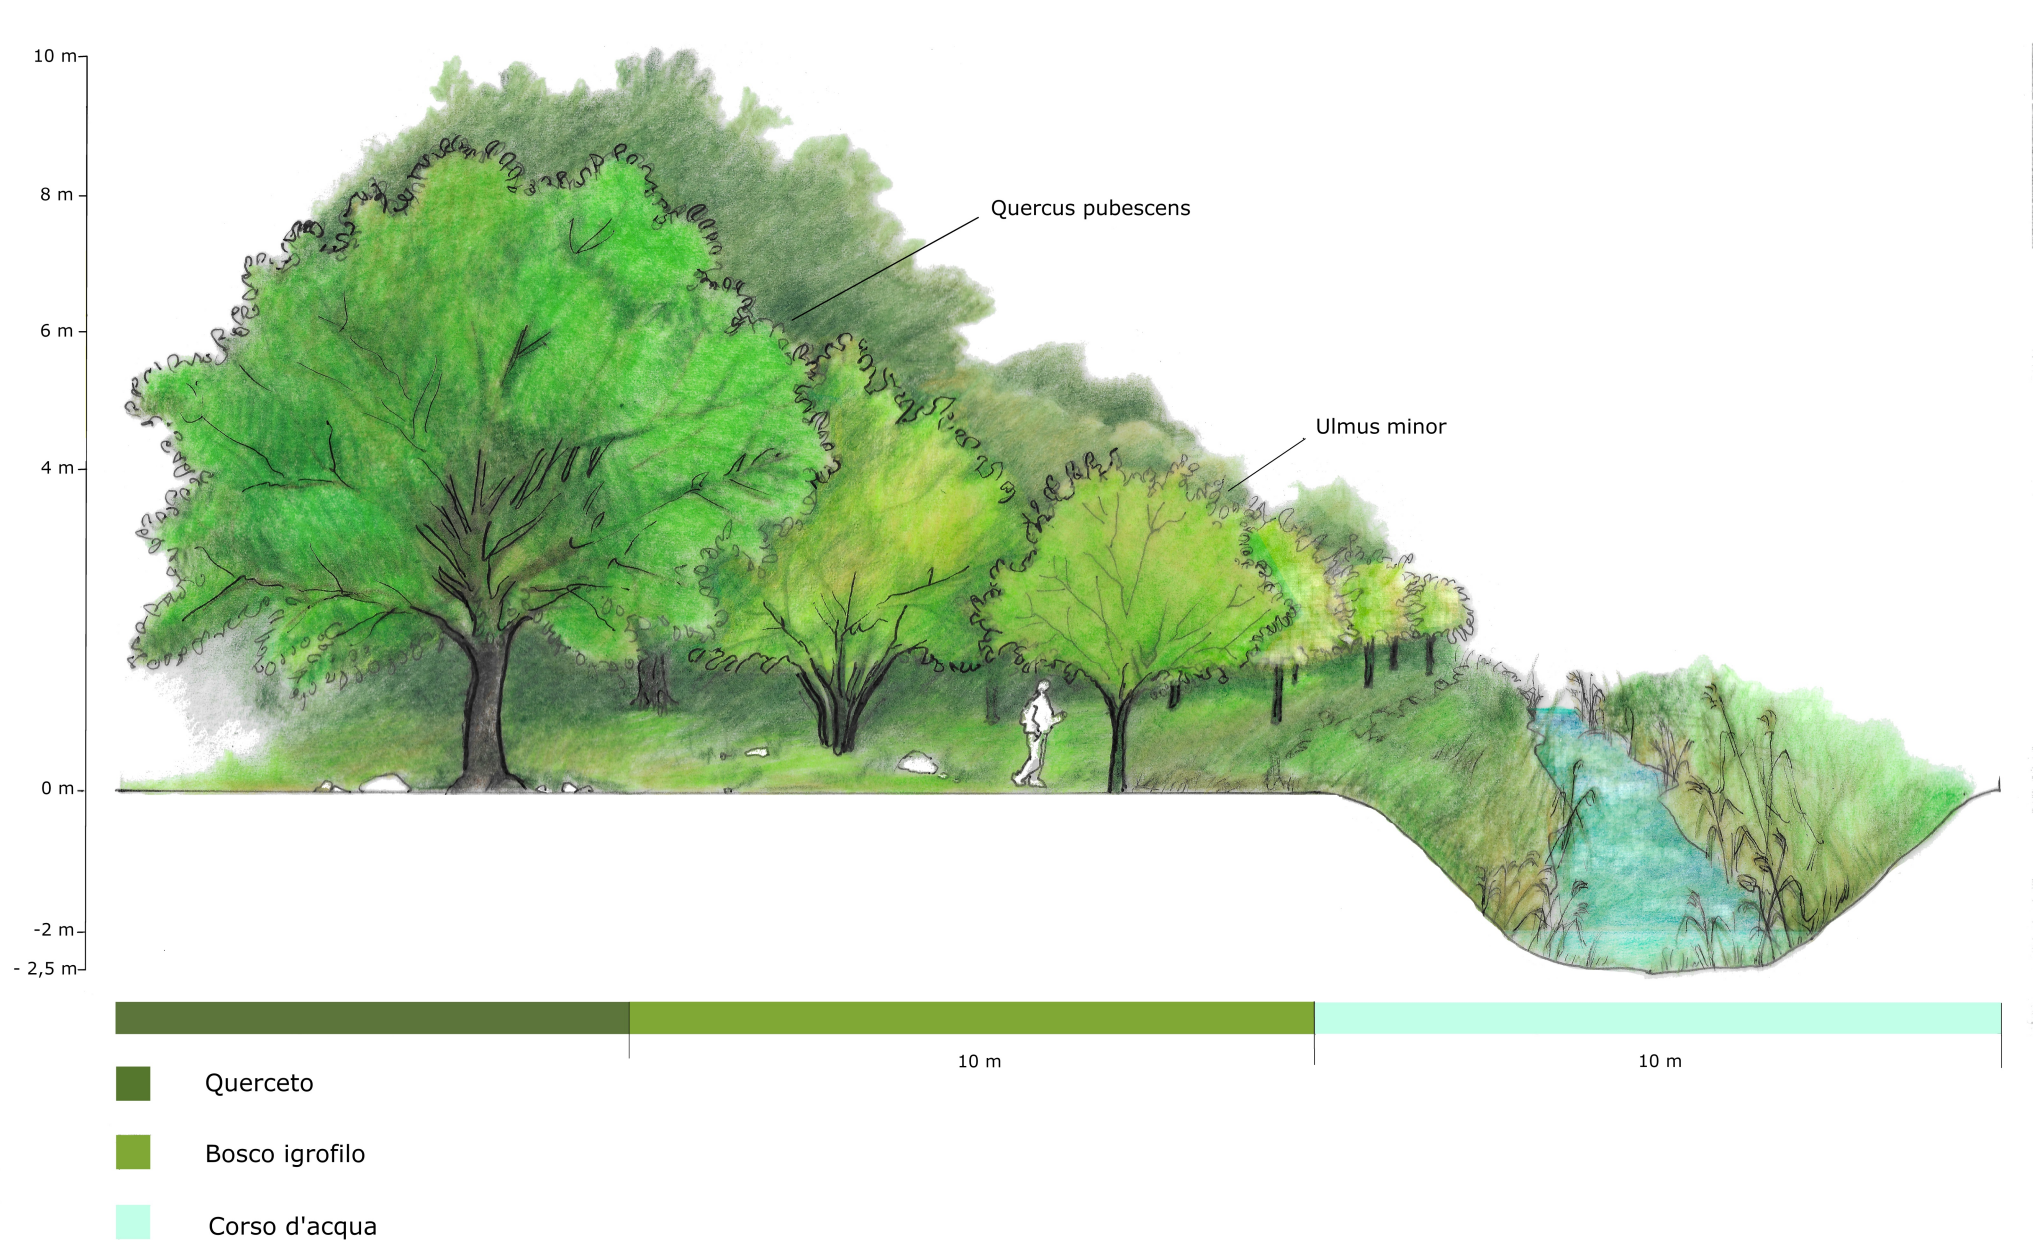 10 m
8 m
Quercus pubescens
6 m
Ulmus minor
4 m
0 m
-2 m
- 2,5 m
10 m
10 m
Querceto
Bosco igrofilo
Corso d'acqua